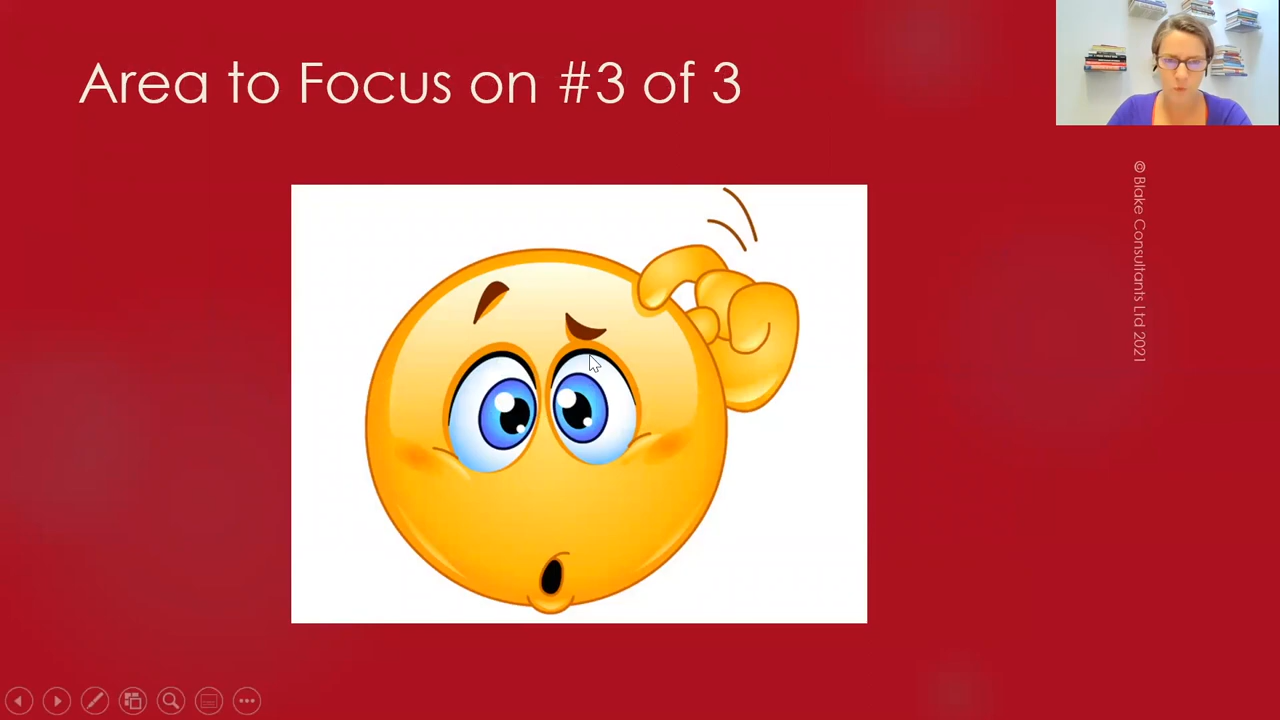 Area to Focus on #3 of 3
© Blake Consultants Ltd 2021